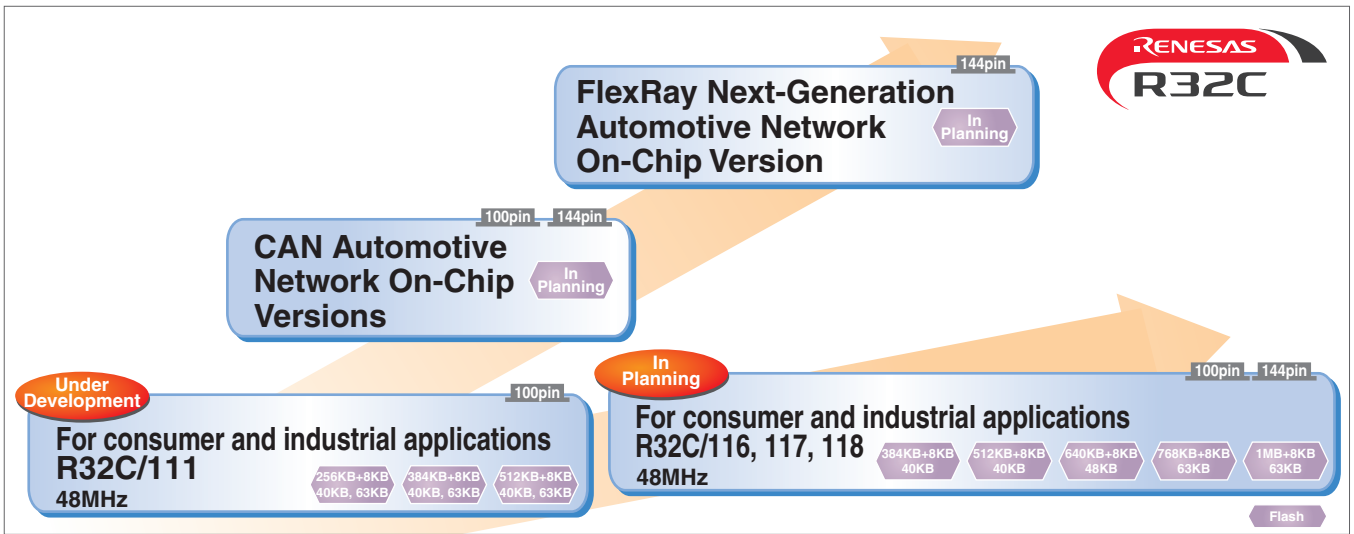 RENESAS
R32C
144pin
FlexRay Next-Generation
Automotive Network
On-Chip Version
In
Planning
100pin 144pin
CAN Automotive
Network On-Chip
Versions
In
Planning
Under
Development
100pin
For consumer and industrial applications
R32C/111
48MHz
256KB+8KB
40KB, 63KB
384KB+8KB
40KB, 63KB
512KB+8KB
40KB, 63KB
In
Planning
100pin 144pin
For consumer and industrial applications
R32C/116, 117, 118
48MHz
384KB+8KB
40KB
512KB+8KB
40KB
640KB+8KB
48KB
768KB+8KB
63KB
1MB+8KB
63KB
Flash